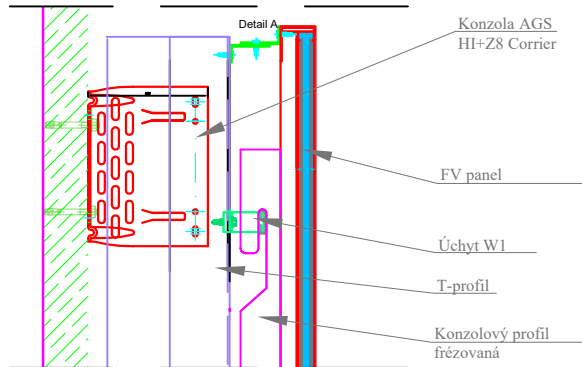 Detail A
Konzola AGS
HI+Z8 Corrier
FV panel
Úchyt W1
T-profil
Konzolový profil
frézovaná